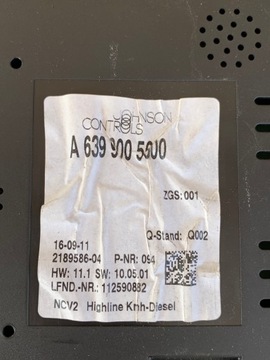 JOHNSON
CONTROLS
A 639 900 5600
ZGS: 001
16-09-11 Q-Stand: Q002
2189586-04 P-NR: 094
HW: 11.1 SW: 10.05.01
LFND.-NR.: 112590882
NCV2 Highline Kmh-Diesel